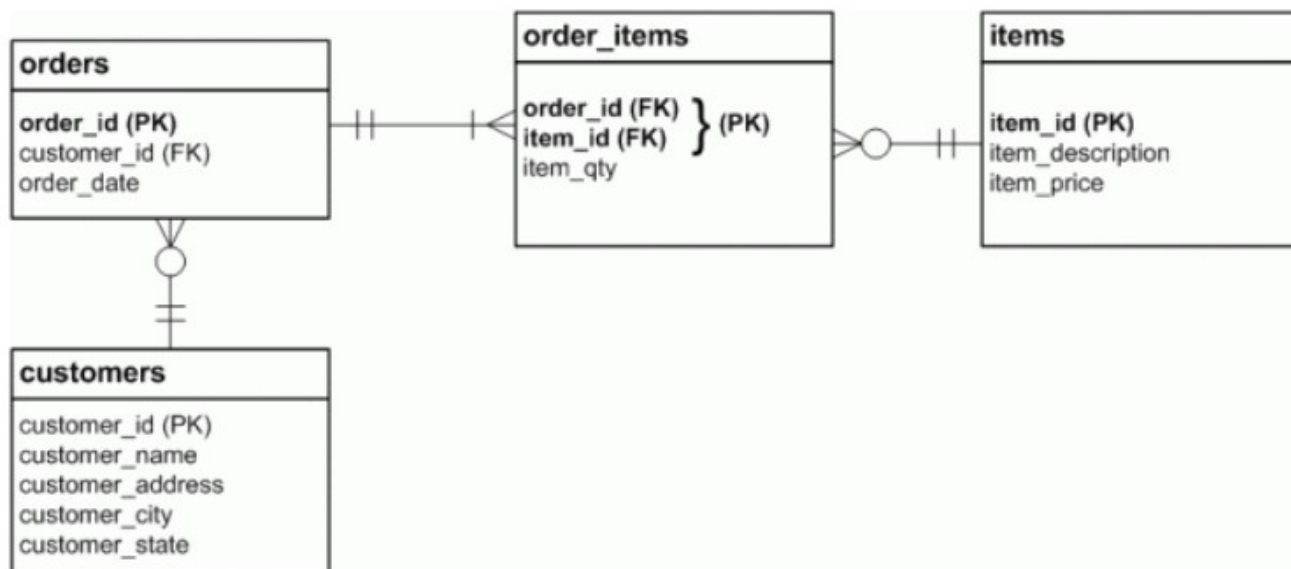 orders
order_id (PK)
customer_id (FK)
order_date
order_items
order_id (FK)
item_id (FK)
} (PK)
item_qty
items
item_id (PK)
item_description
item_price
customers
customer_id (PK)
customer_name
customer_address
customer_city
customer_state